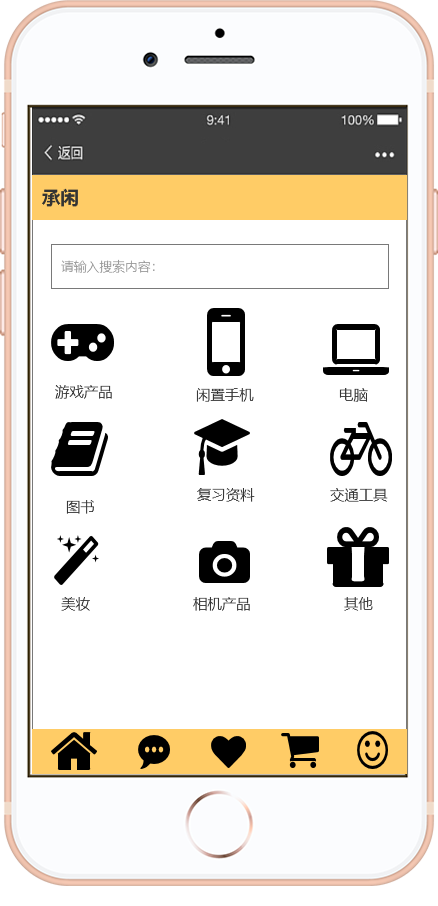 9:41
100%
返回
承闲
请输入搜索内容:
游戏产品
闲置手机
电脑
图书
复习资料
交通工具
美妆
相机产品
其他